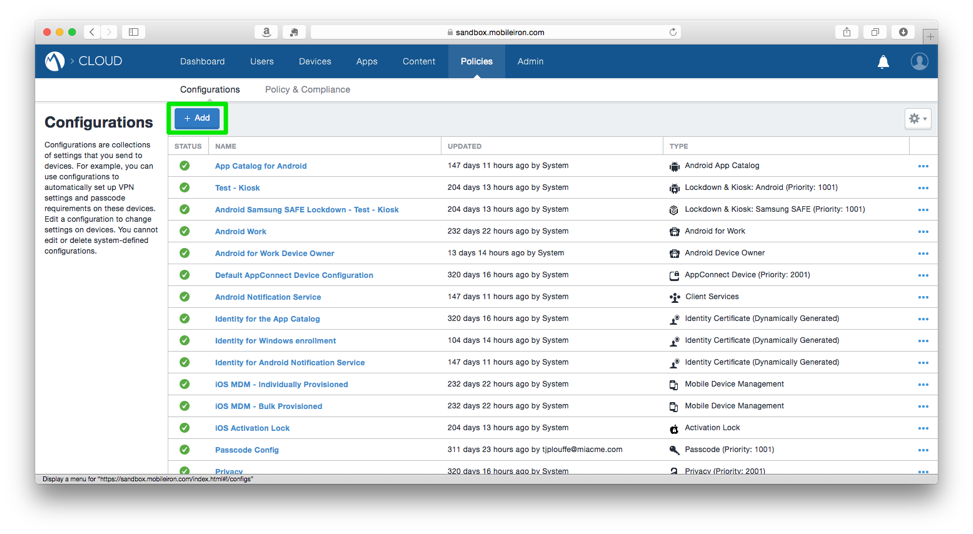 sandbox.mobileiron.com
> CLOUD
Dashboard Users Devices Apps Content Policies Admin
Configurations Policy & Compliance
Configurations
Configurations are collections
of settings that you send to
devices. For example, you can
use configurations to
automatically set up VPN
settings and passcode
requirements on these devices.
Edit a configuration to change
settings on devices. You cannot
edit or delete system-defined
configurations.
+ Add
STATUS NAME UPDATED TYPE
App Catalog for Android 147 days 11 hours ago by System Android App Catalog
Test - Kiosk 204 days 13 hours ago by System Lockdown & Kiosk: Android (Priority: 1001)
Android Samsung SAFE Lockdown - Test - Kiosk 204 days 13 hours ago by System Lockdown & Kiosk: Samsung SAFE (Priority: 1001)
Android Work 232 days 22 hours ago by System Android for Work
Android for Work Device Owner 13 days 14 hours ago by System Android Device Owner
Default AppConnect Device Configuration 320 days 16 hours ago by System AppConnect Device (Priority: 2001)
Android Notification Service 147 days 11 hours ago by System Client Services
Identity for the App Catalog 320 days 16 hours ago by System Identity Certificate (Dynamically Generated)
Identity for Windows enrollment 104 days 14 hours ago by System Identity Certificate (Dynamically Generated)
Identity for Android Notification Service 147 days 11 hours ago by System Identity Certificate (Dynamically Generated)
iOS MDM - Individually Provisioned 232 days 22 hours ago by System Mobile Device Management
iOS MDM - Bulk Provisioned 232 days 22 hours ago by System Mobile Device Management
iOS Activation Lock 204 days 13 hours ago by System Activation Lock
Passcode Config 311 days 23 hours ago by tjplouffe@miacme.com Passcode (Priority: 1001)
Privacy 320 days 16 hours ago by System Privacy (Priority: 2001)
Display a menu for "https://sandbox.mobileiron.com/index.html#!/configs"